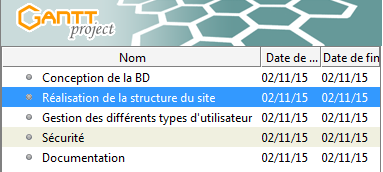 GANTT
project
Nom Date de ... Date de fin
Conception de la BD 02/11/15 02/11/15
Réalisation de la structure du site 02/11/15 02/11/15
Gestion des différents types d'utilisateur 02/11/15 02/11/15
Sécurité 02/11/15 02/11/15
Documentation 02/11/15 02/11/15